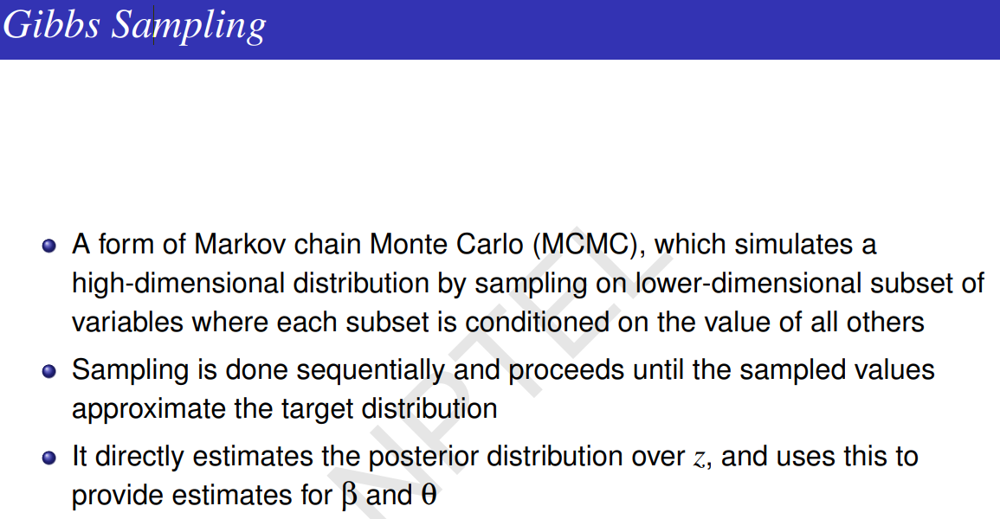 Gibbs Sampling
A form of Markov chain Monte Carlo (MCMC), which simulates a
high-dimensional distribution by sampling on lower-dimensional subset of
variables where each subset is conditioned on the value of all others
Sampling is done sequentially and proceeds until the sampled values
approximate the target distribution
It directly estimates the posterior distribution over z, and uses this to
provide estimates for β and θ
NPTEL